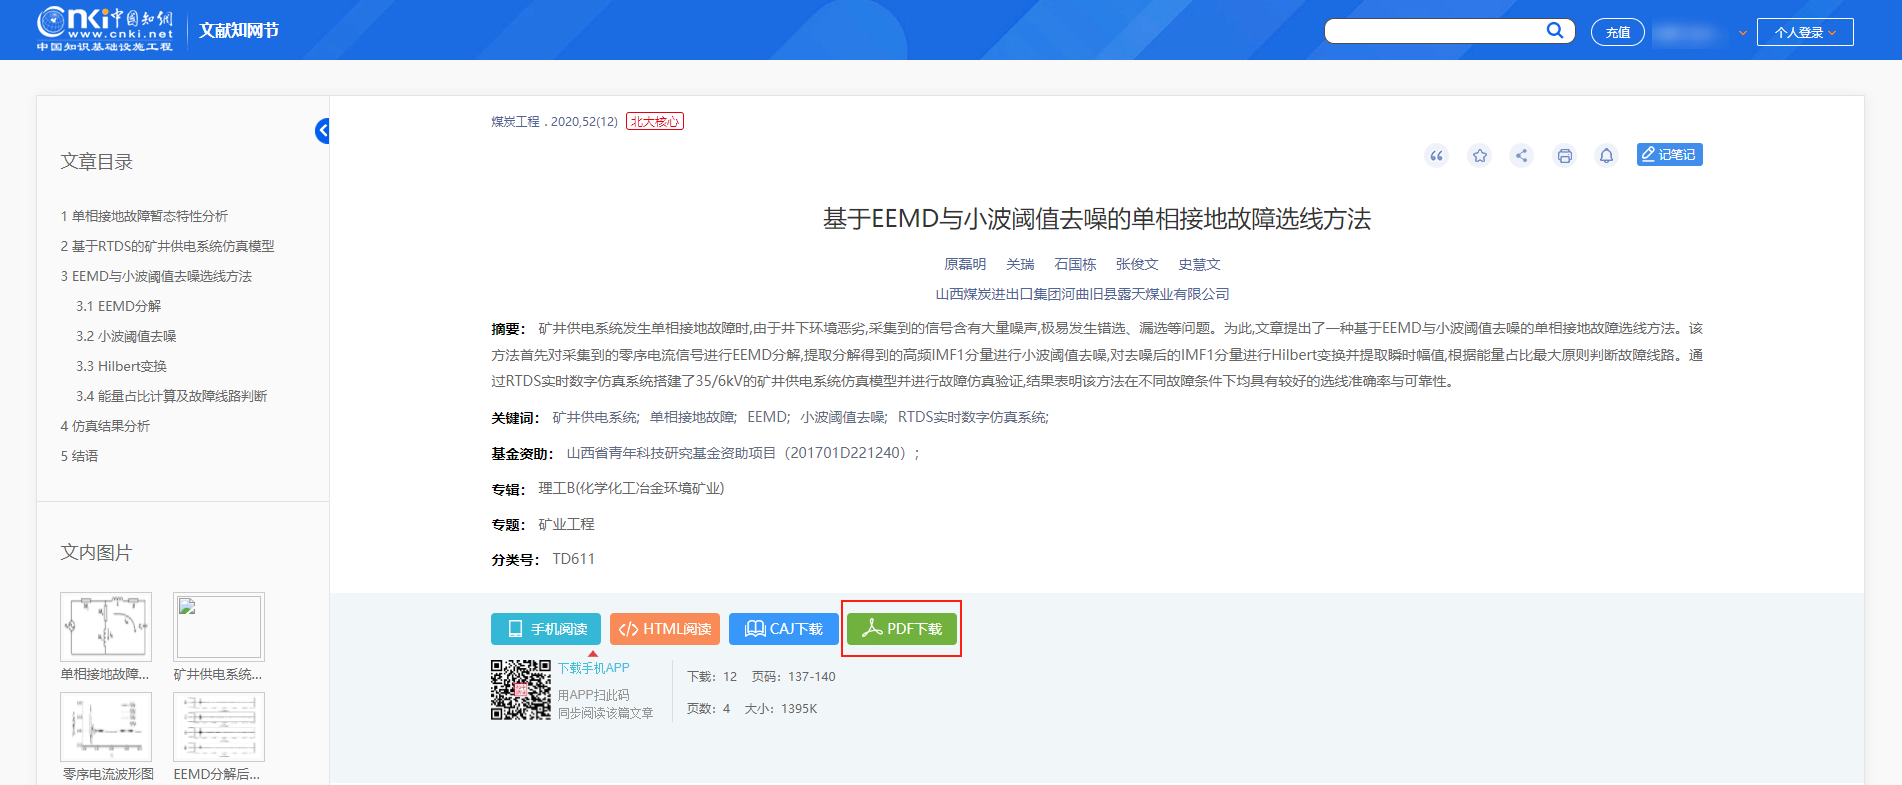 Cnki中国知网
www.cnki.net
中国知识基础设施工程
文献知网节
充值
个人登录
文章目录
1 单相接地故障暂态特性分析
2 基于RTDS的矿井供电系统仿真模型
3 EEMD与小波阈值去噪选线方法
3.1 EEMD分解
3.2 小波阈值去噪
3.3 Hilbert变换
3.4 能量占比计算及故障线路判断
4 仿真结果分析
5 结语
文内图片
单相接地故障...
矿井供电系统...
零序电流波形图
EEMD分解后...
煤炭工程 . 2020,52(12) 北大核心
记笔记
基于EEMD与小波阈值去噪的单相接地故障选线方法
原磊明 关瑞 石国栋 张俊文 史慧文
山西煤炭进出口集团河曲旧县露天煤业有限公司
摘要： 矿井供电系统发生单相接地故障时,由于井下环境恶劣,采集到的信号含有大量噪声,极易发生错选、漏选等问题。为此,文章提出了一种基于EEMD与小波阈值去噪的单相接地故障选线方法。该
方法首先对采集到的零序电流信号进行EEMD分解,提取分解得到的高频IMF1分量进行小波阈值去噪,对去噪后的IMF1分量进行Hilbert变换并提取瞬时幅值,根据能量占比最大原则判断故障线路。通
过RTDS实时数字仿真系统搭建了35/6kV的矿井供电系统仿真模型并进行故障仿真验证,结果表明该方法在不同故障条件下均具有较好的选线准确率与可靠性。
关键词： 矿井供电系统; 单相接地故障; EEMD; 小波阈值去噪; RTDS实时数字仿真系统;
基金资助： 山西省青年科技研究基金资助项目（201701D221240）;
专辑： 理工B(化学化工冶金环境矿业)
专题： 矿业工程
分类号： TD611
手机阅读
HTML阅读
CAJ下载
PDF下载
下载手机APP
用APP扫此码
同步阅读该篇文章
下载：12 页码：137-140
页数：4 大小：1395K